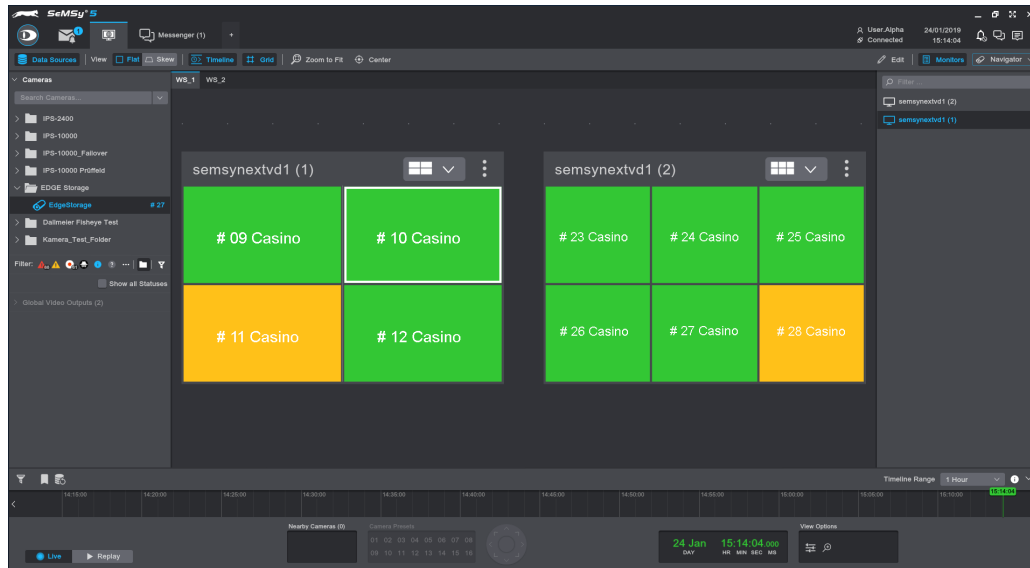 SeMSy® 5
Messenger (1)
+
User.Alpha
Connected
24/01/2019
15:14:04
Data Sources
View
Flat
Skew
Timeline
Grid
Zoom to Fit
Center
Edit
Monitors
Navigator
Cameras
WS_1
WS_2
Filter...
Search Cameras...
semsynextvd1 (2)
semsynextvd1 (1)
IPS-2400
IPS-10000
IPS-10000_Failover
IPS-10000 Prüffeld
EDGE Storage
EdgeStorage
# 27
Dallmeier Fisheye Test
Kamera_Test_Folder
Filter:
Show all Statuses
Global Video Outputs (2)
semsynextvd1 (1)
# 09 Casino
# 10 Casino
# 11 Casino
# 12 Casino
semsynextvd1 (2)
# 23 Casino
# 24 Casino
# 25 Casino
# 26 Casino
# 27 Casino
# 28 Casino
Timeline Range
1 Hour
14:15:00
14:20:00
14:25:00
14:30:00
14:35:00
14:40:00
14:45:00
14:50:00
14:55:00
15:00:00
15:05:00
15:10:00
15:14:04
Nearby Cameras (0)
Camera Presets
01 02 03 04 05 06 07 08
09 10 11 12 13 14 15 16
24 Jan
DAY
15:14:04.000
HR MIN SEC MS
View Options
Live
Replay